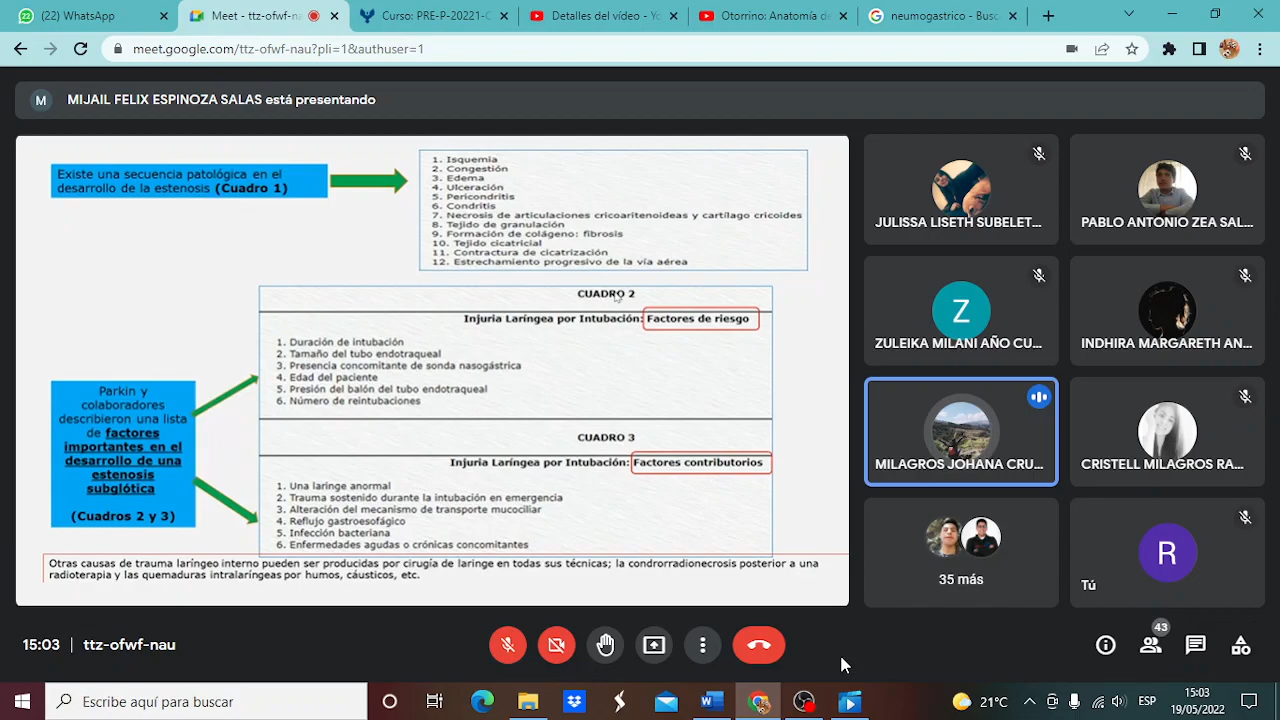 (22) WhatsApp
Meet - ttz-ofwf-nau
Curso: PRE-P-20221-C
Detalles del vídeo - Yo
Otorrino: Anatomía de
neumogastrico - Busc
meet.google.com/ttz-ofwf-nau?pli=1&authuser=1
M
MIJAIL FELIX ESPINOZA SALAS está presentando
Existe una secuencia patológica en el
desarrollo de la estenosis (Cuadro 1)
1. Isquemia
2. Congestión
3. Edema
4. Ulceración
5. Pericondritis
6. Condritis
7. Necrosis de articulaciones cricoaritenoideas y cartílago cricoides
8. Tejido de granulación
9. Formación de colágeno: fibrosis
10. Tejido cicatricial
11. Contractura de cicatrización
12. Estrechamiento progresivo de la vía aérea
CUADRO 2
Injuria Laríngea por Intubación: Factores de riesgo
1. Duración de intubación
2. Tamaño del tubo endotraqueal
3. Presencia concomitante de sonda nasogástrica
4. Edad del paciente
5. Presión del balón del tubo endotraqueal
6. Número de reintubaciones
Parkin y
colaboradores
describieron una lista
de factores
importantes en el
desarrollo de una
estenosis
subglótica
(Cuadros 2 y 3)
CUADRO 3
Injuria Laríngea por Intubación: Factores contributorios
1. Una laringe anormal
2. Trauma sostenido durante la intubación en emergencia
3. Alteración del mecanismo de transporte mucociliar
4. Reflujo gastroesofágico
5. Infección bacteriana
6. Enfermedades agudas o crónicas concomitantes
Otras causas de trauma laríngeo interno pueden ser producidas por cirugía de laringe en todas sus técnicas; la condrorradionecrosis posterior a una
radioterapia y las quemaduras intralaríngeas por humos, cáusticos, etc.
JULISSA LISETH SUBELET...
PABLO ANTONIO ZEA SAL...
Z
ZULEIKA MILANI AÑO CU...
INDHIRA MARGARETH AN...
MILAGROS JOHANA CRU...
CRISTELL MILAGROS RA...
35 más
R
Tú
15:03 | ttz-ofwf-nau
43
Escribe aquí para buscar
21°C
ESP
15:03
19/05/2022